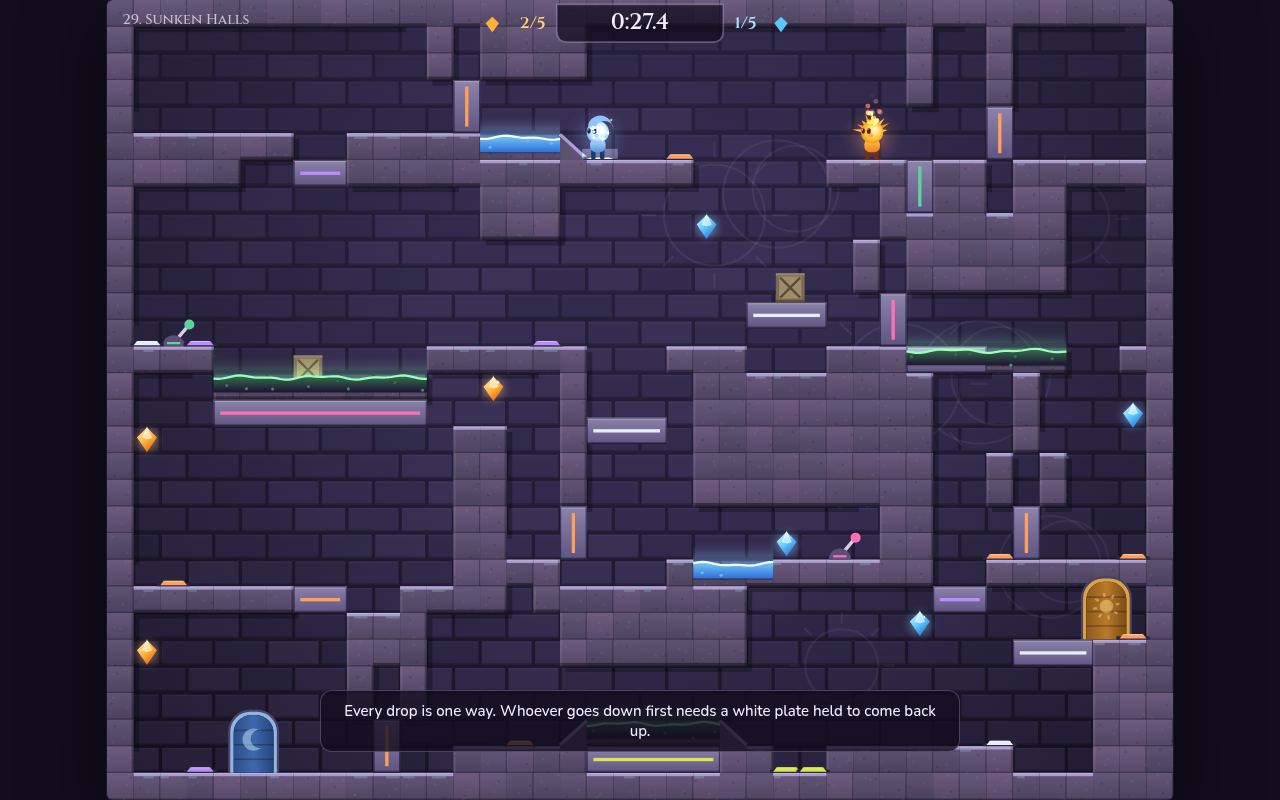 29. Sunken Halls
2/5
0:27.4
1/5
Every drop is one way. Whoever goes down first needs a white plate held to come back
up.